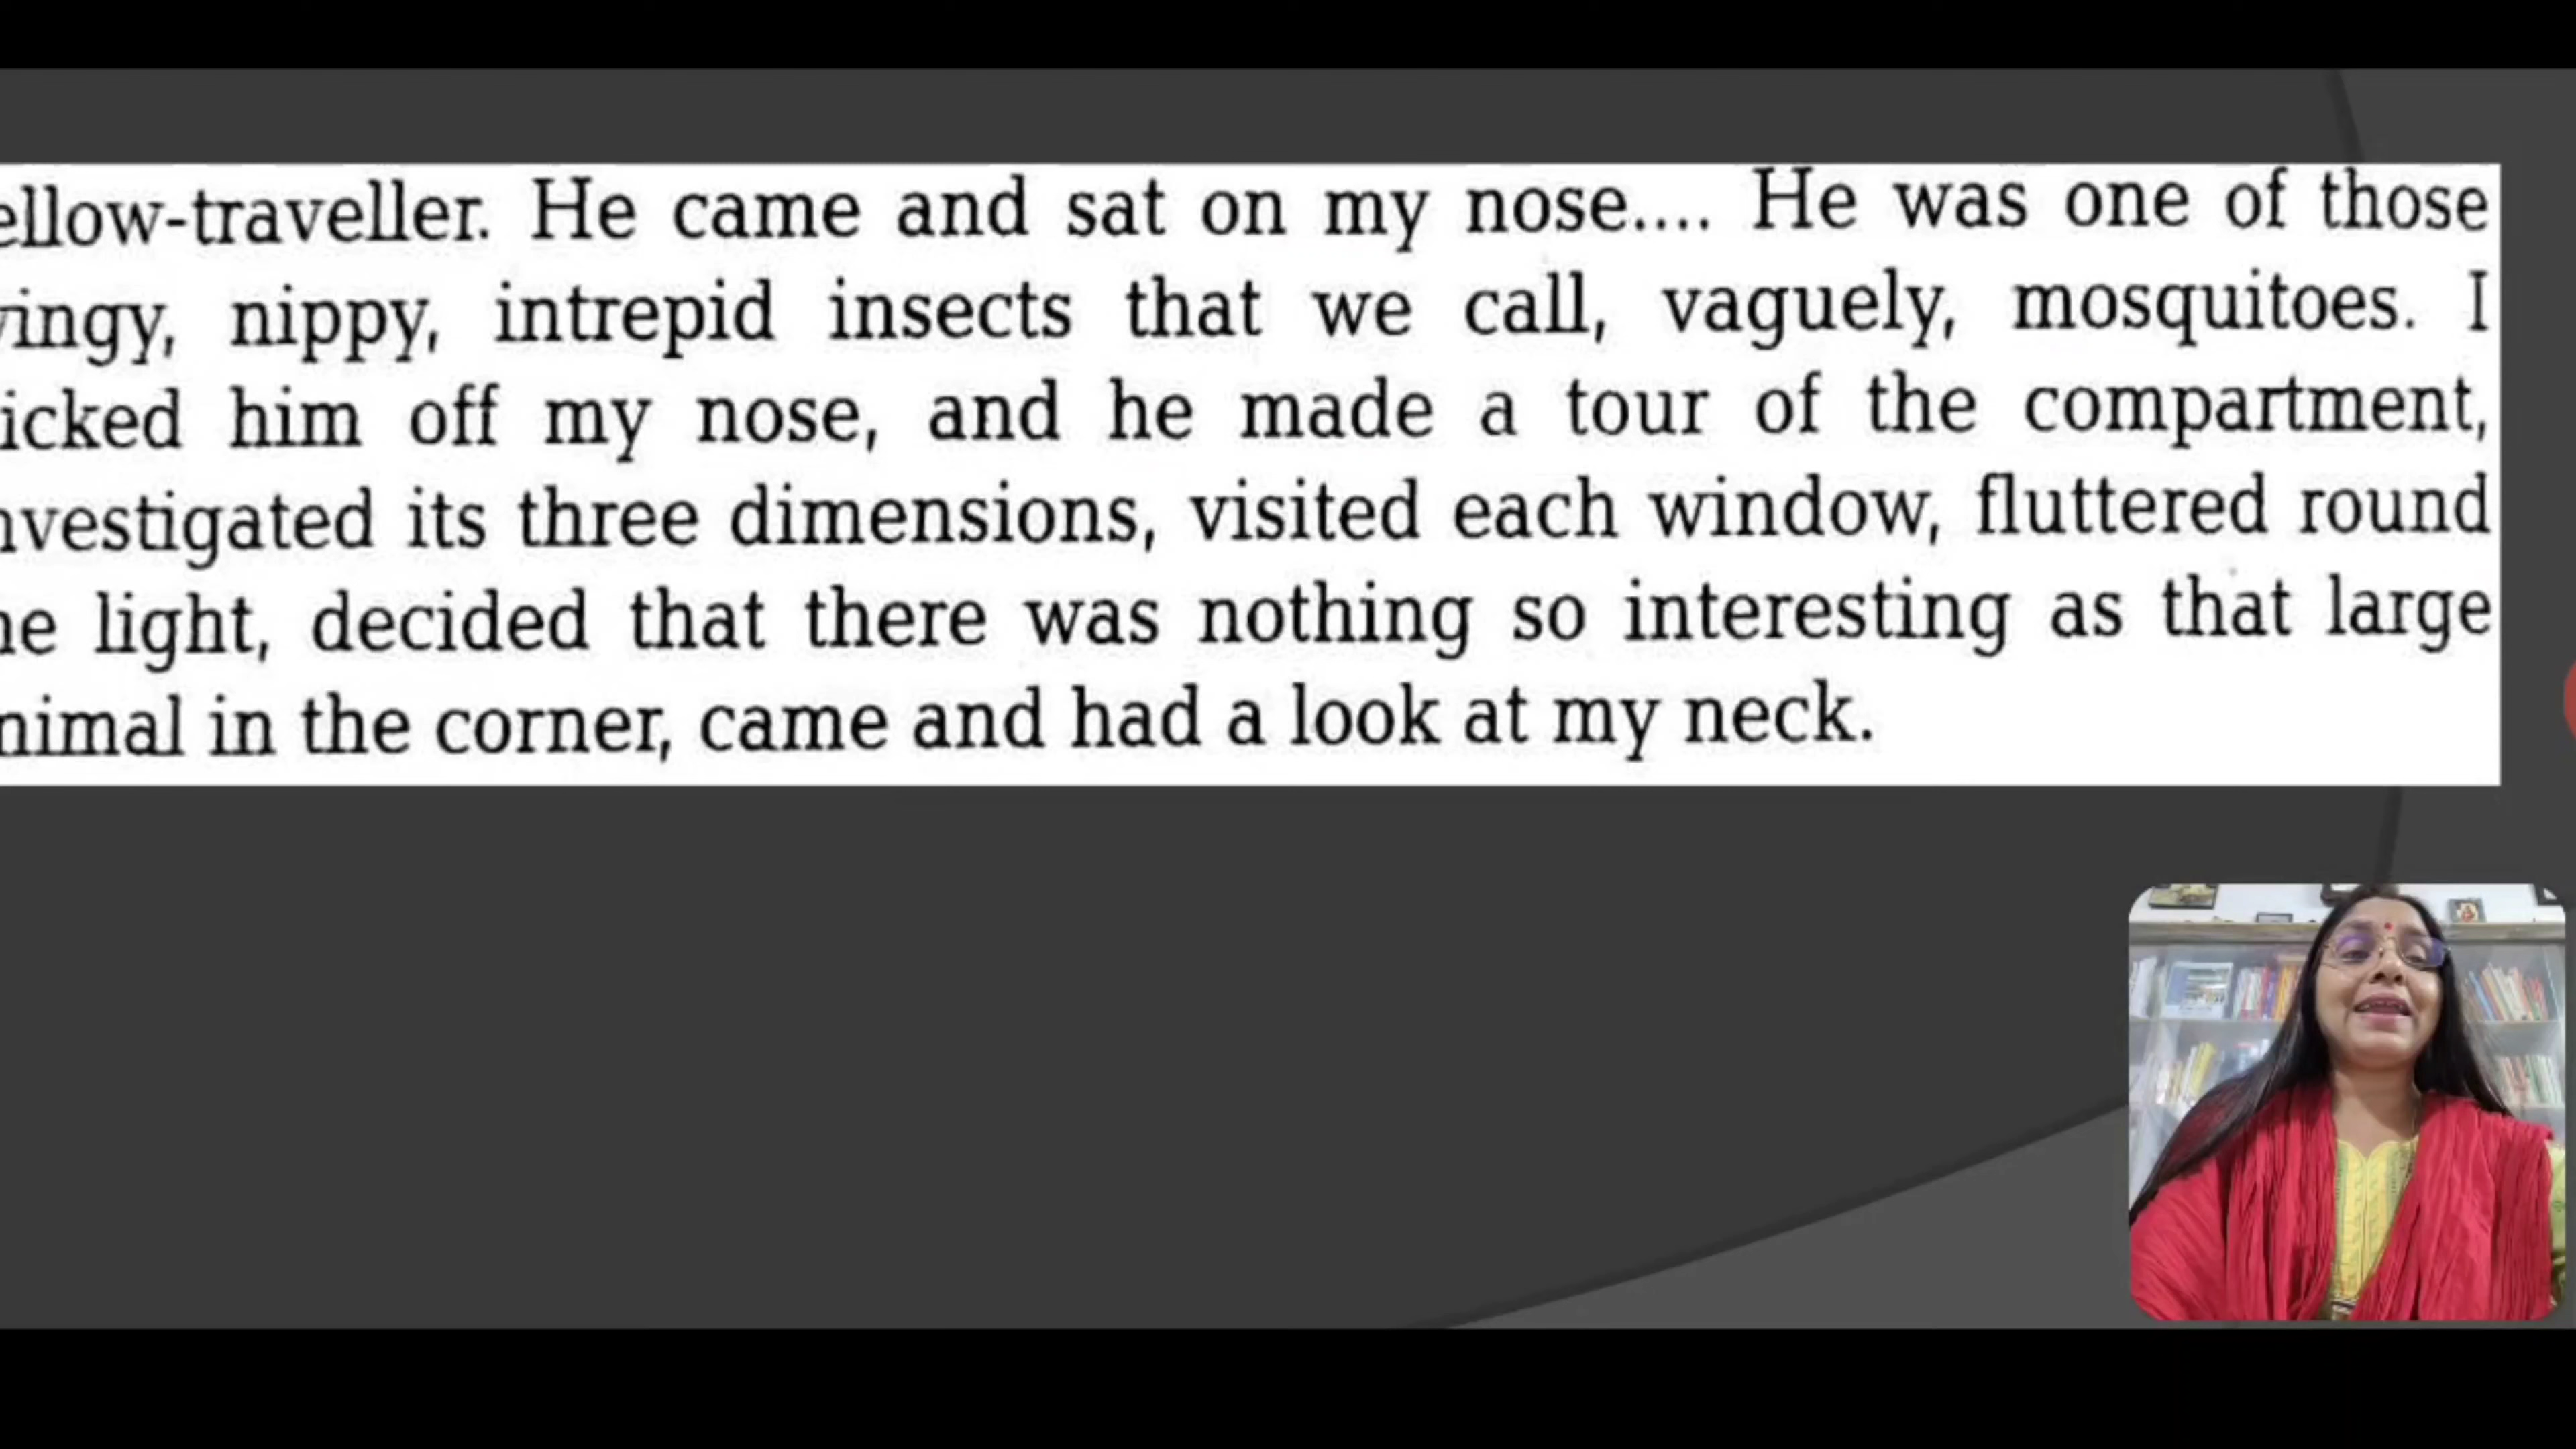 ellow-traveller. He came and sat on my nose.... He was one of those
ingy, nippy, intrepid insects that we call, vaguely, mosquitoes. I
icked him off my nose, and he made a tour of the compartment,
nvestigated its three dimensions, visited each window, fluttered round
he light, decided that there was nothing so interesting as that large
nimal in the corner, came and had a look at my neck.